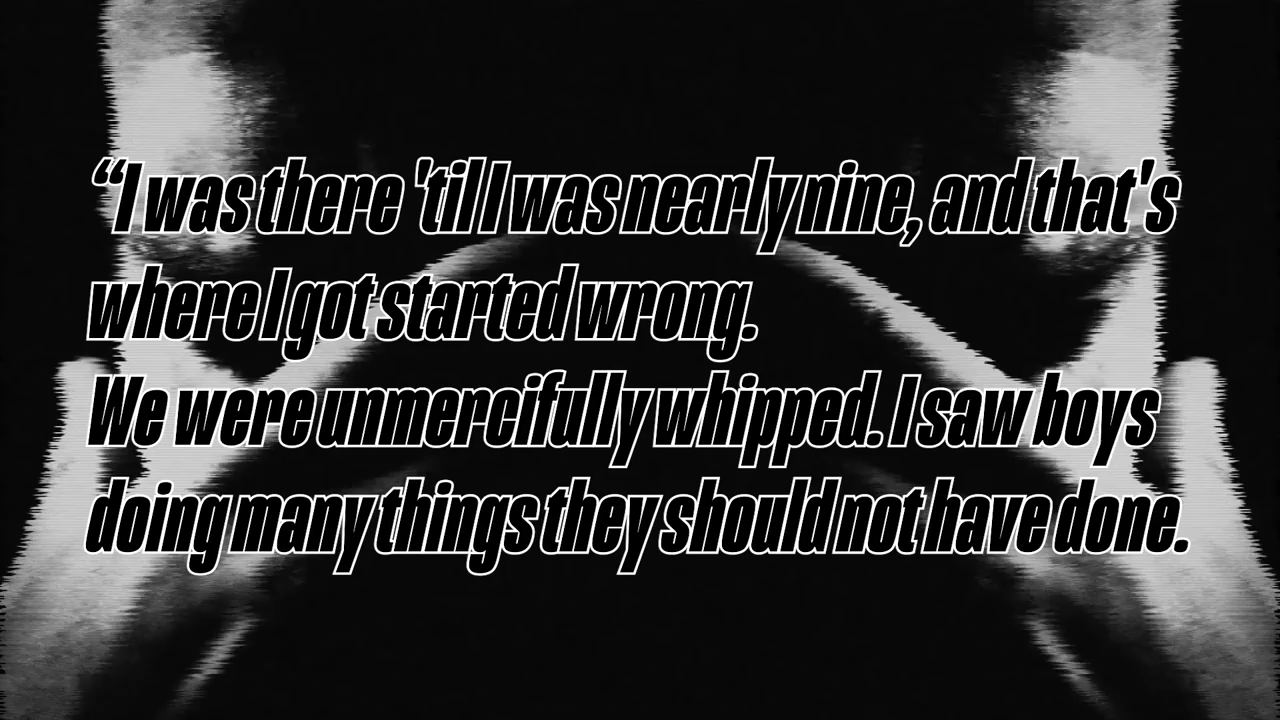 “I was there 'till I was nearly nine, and that's
where I got started wrong.
We were unmercifully whipped. I saw boys
doing many things they should not have done.